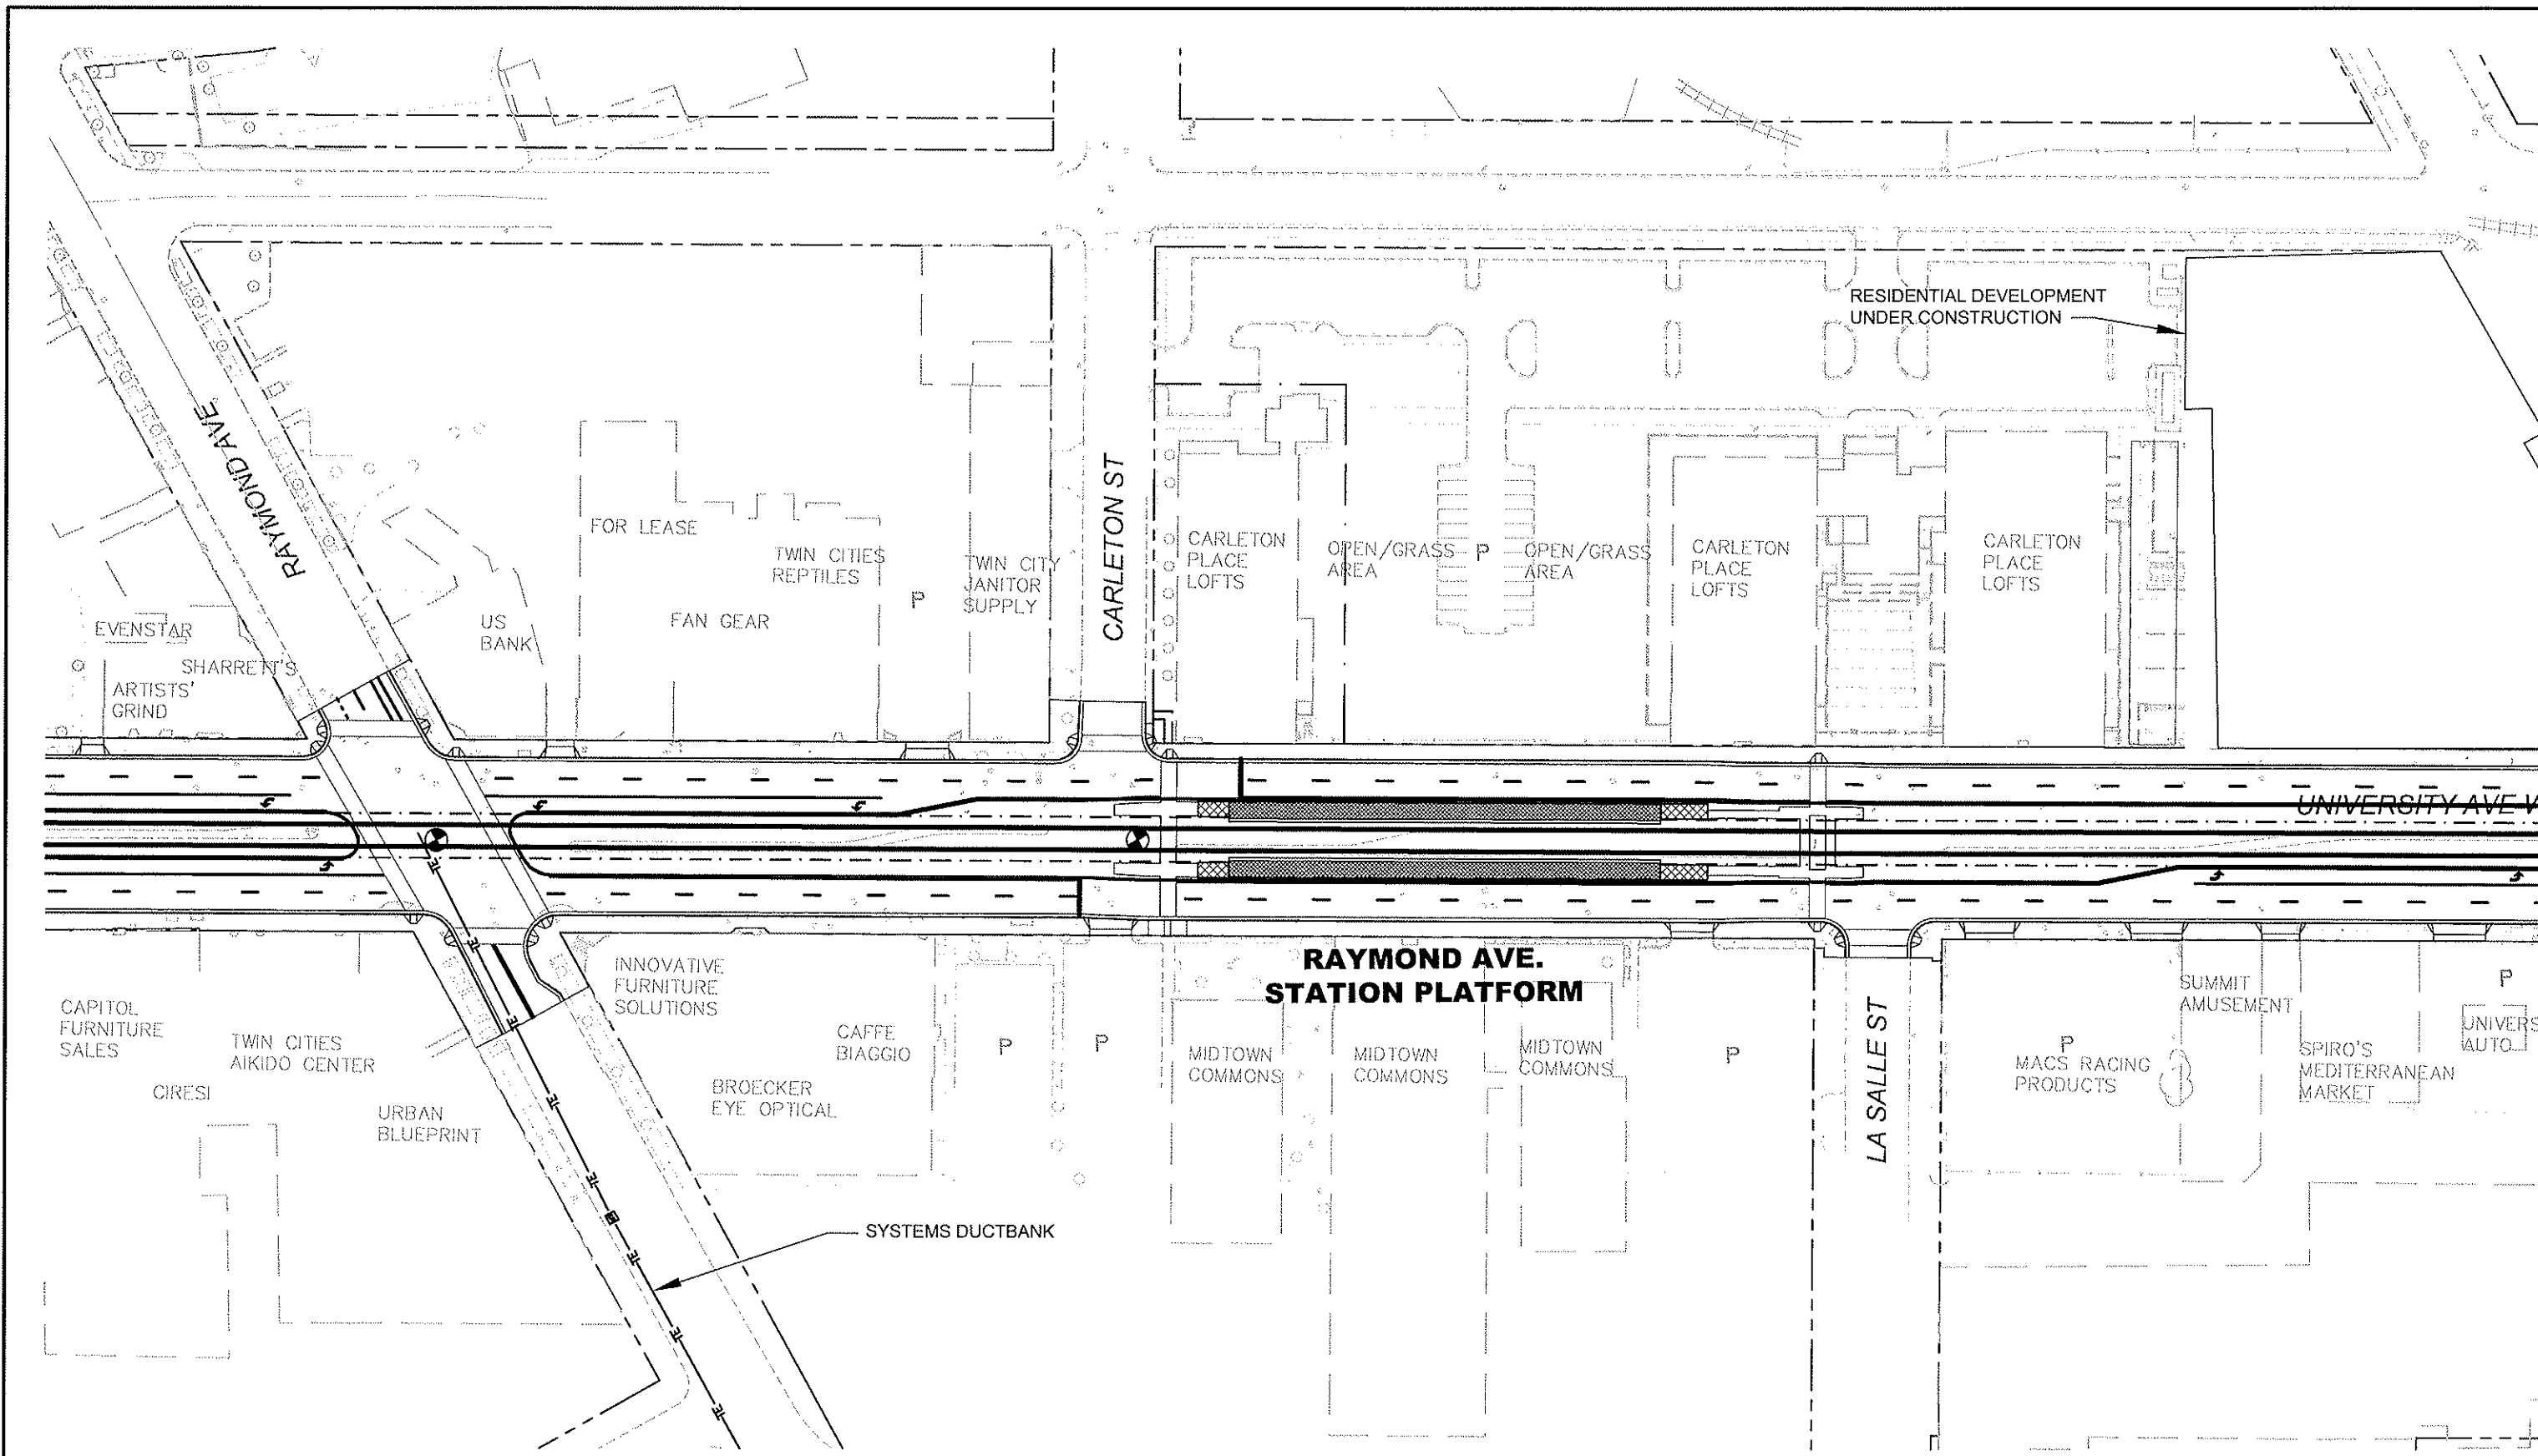 RESIDENTIAL DEVELOPMENT
UNDER CONSTRUCTION
RAYMOND AVE.
CARLETON ST
FOR LEASE
TWIN CITIES
REPTILES
TWIN CITY
JANITOR
SUPPLY
P
FAN GEAR
US
BANK
CARLETON
PLACE
LOFTS
OPEN/GRASS
AREA
P
OPEN/GRASS
AREA
CARLETON
PLACE
LOFTS
CARLETON
PLACE
LOFTS
EVENSTAR
SHARRETT'S
ARTISTS'
GRIND
UNIVERSITY AVE W
RAYMOND AVE.
STATION PLATFORM
CAPITOL
FURNITURE
SALES
TWIN CITIES
AIKIDO CENTER
CIRESI
URBAN
BLUEPRINT
INNOVATIVE
FURNITURE
SOLUTIONS
CAFFE
BIAGGIO
BROECKER
EYE OPTICAL
P
P
MIDTOWN
COMMONS
MIDTOWN
COMMONS
MIDTOWN
COMMONS
P
LA SALLE ST
P
MACS RACING
PRODUCTS
SUMMIT
AMUSEMENT
SPIRO'S
MEDITERRANEAN
MARKET
P
UNIVERS
AUTO
SYSTEMS DUCTBANK